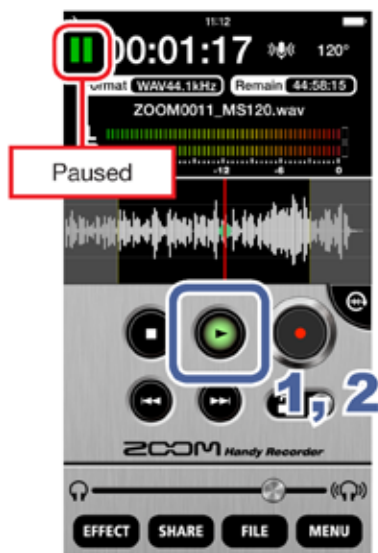 11:12
00:01:17 120°
Format WAV44.1kHz Remain 44:58:15
ZOOM0011_MS120.wav
L
Paused
-12 -6 0
1, 2
ZOOM Handy Recorder
EFFECT SHARE FILE MENU